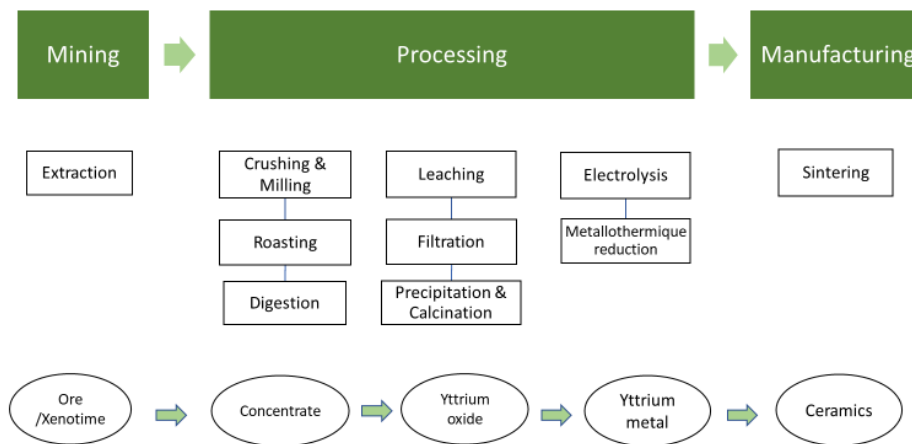 Mining
Processing
Manufacturing
Extraction
Crushing &
Milling
Leaching
Electrolysis
Sintering
Roasting
Filtration
Metallothermique
reduction
Digestion
Precipitation &
Calcination
Ore
/Xenotime
Concentrate
Yttrium
oxide
Yttrium
metal
Ceramics